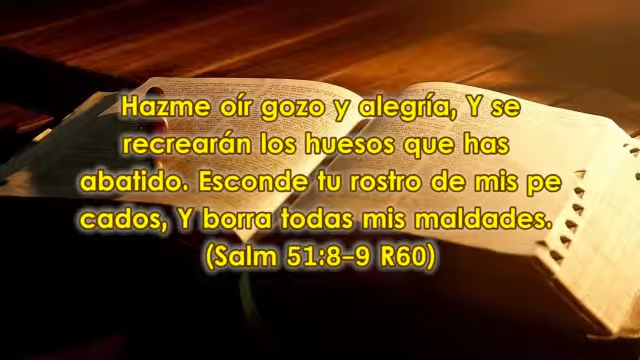 Hazme oír gozo y alegría, Y se
recrearán los huesos que has
abatido. Esconde tu rostro de mis pe
cados, Y borra todas mis maldades.
(Salm 51:8-9 R60)